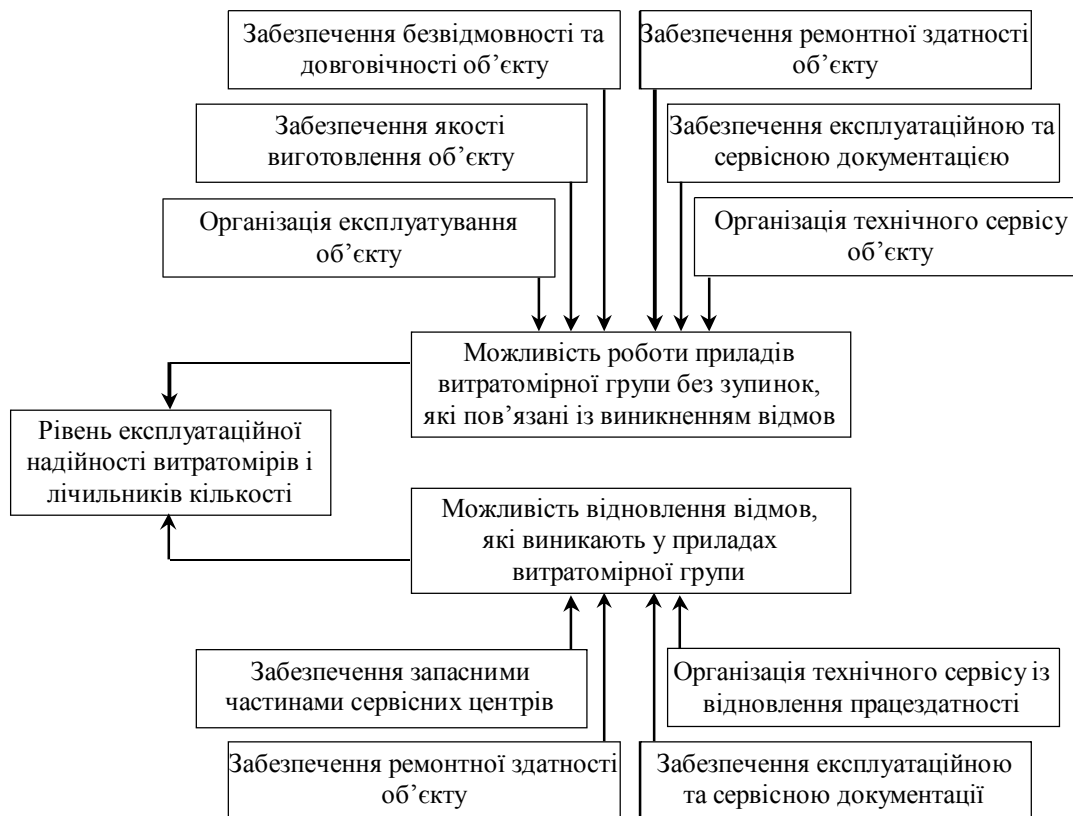 Забезпечення безвідмовності та
довговічності об’єкту
Забезпечення ремонтної здатності
об’єкту
Забезпечення якості
виготовлення об’єкту
Забезпечення експлуатаційною та
сервісною документацією
Організація експлуатування
об’єкту
Організація технічного сервісу
об’єкту
Можливість роботи приладів
витратомірної групи без зупинок,
які пов’язані із виникненням відмов
Рівень експлуатаційної
надійності витратомірів і
лічильників кількості
Можливість відновлення відмов,
які виникають у приладах
витратомірної групи
Забезпечення запасними
частинами сервісних центрів
Організація технічного сервісу із
відновлення працездатності
Забезпечення ремонтної здатності
об’єкту
Забезпечення експлуатаційною
та сервісною документації